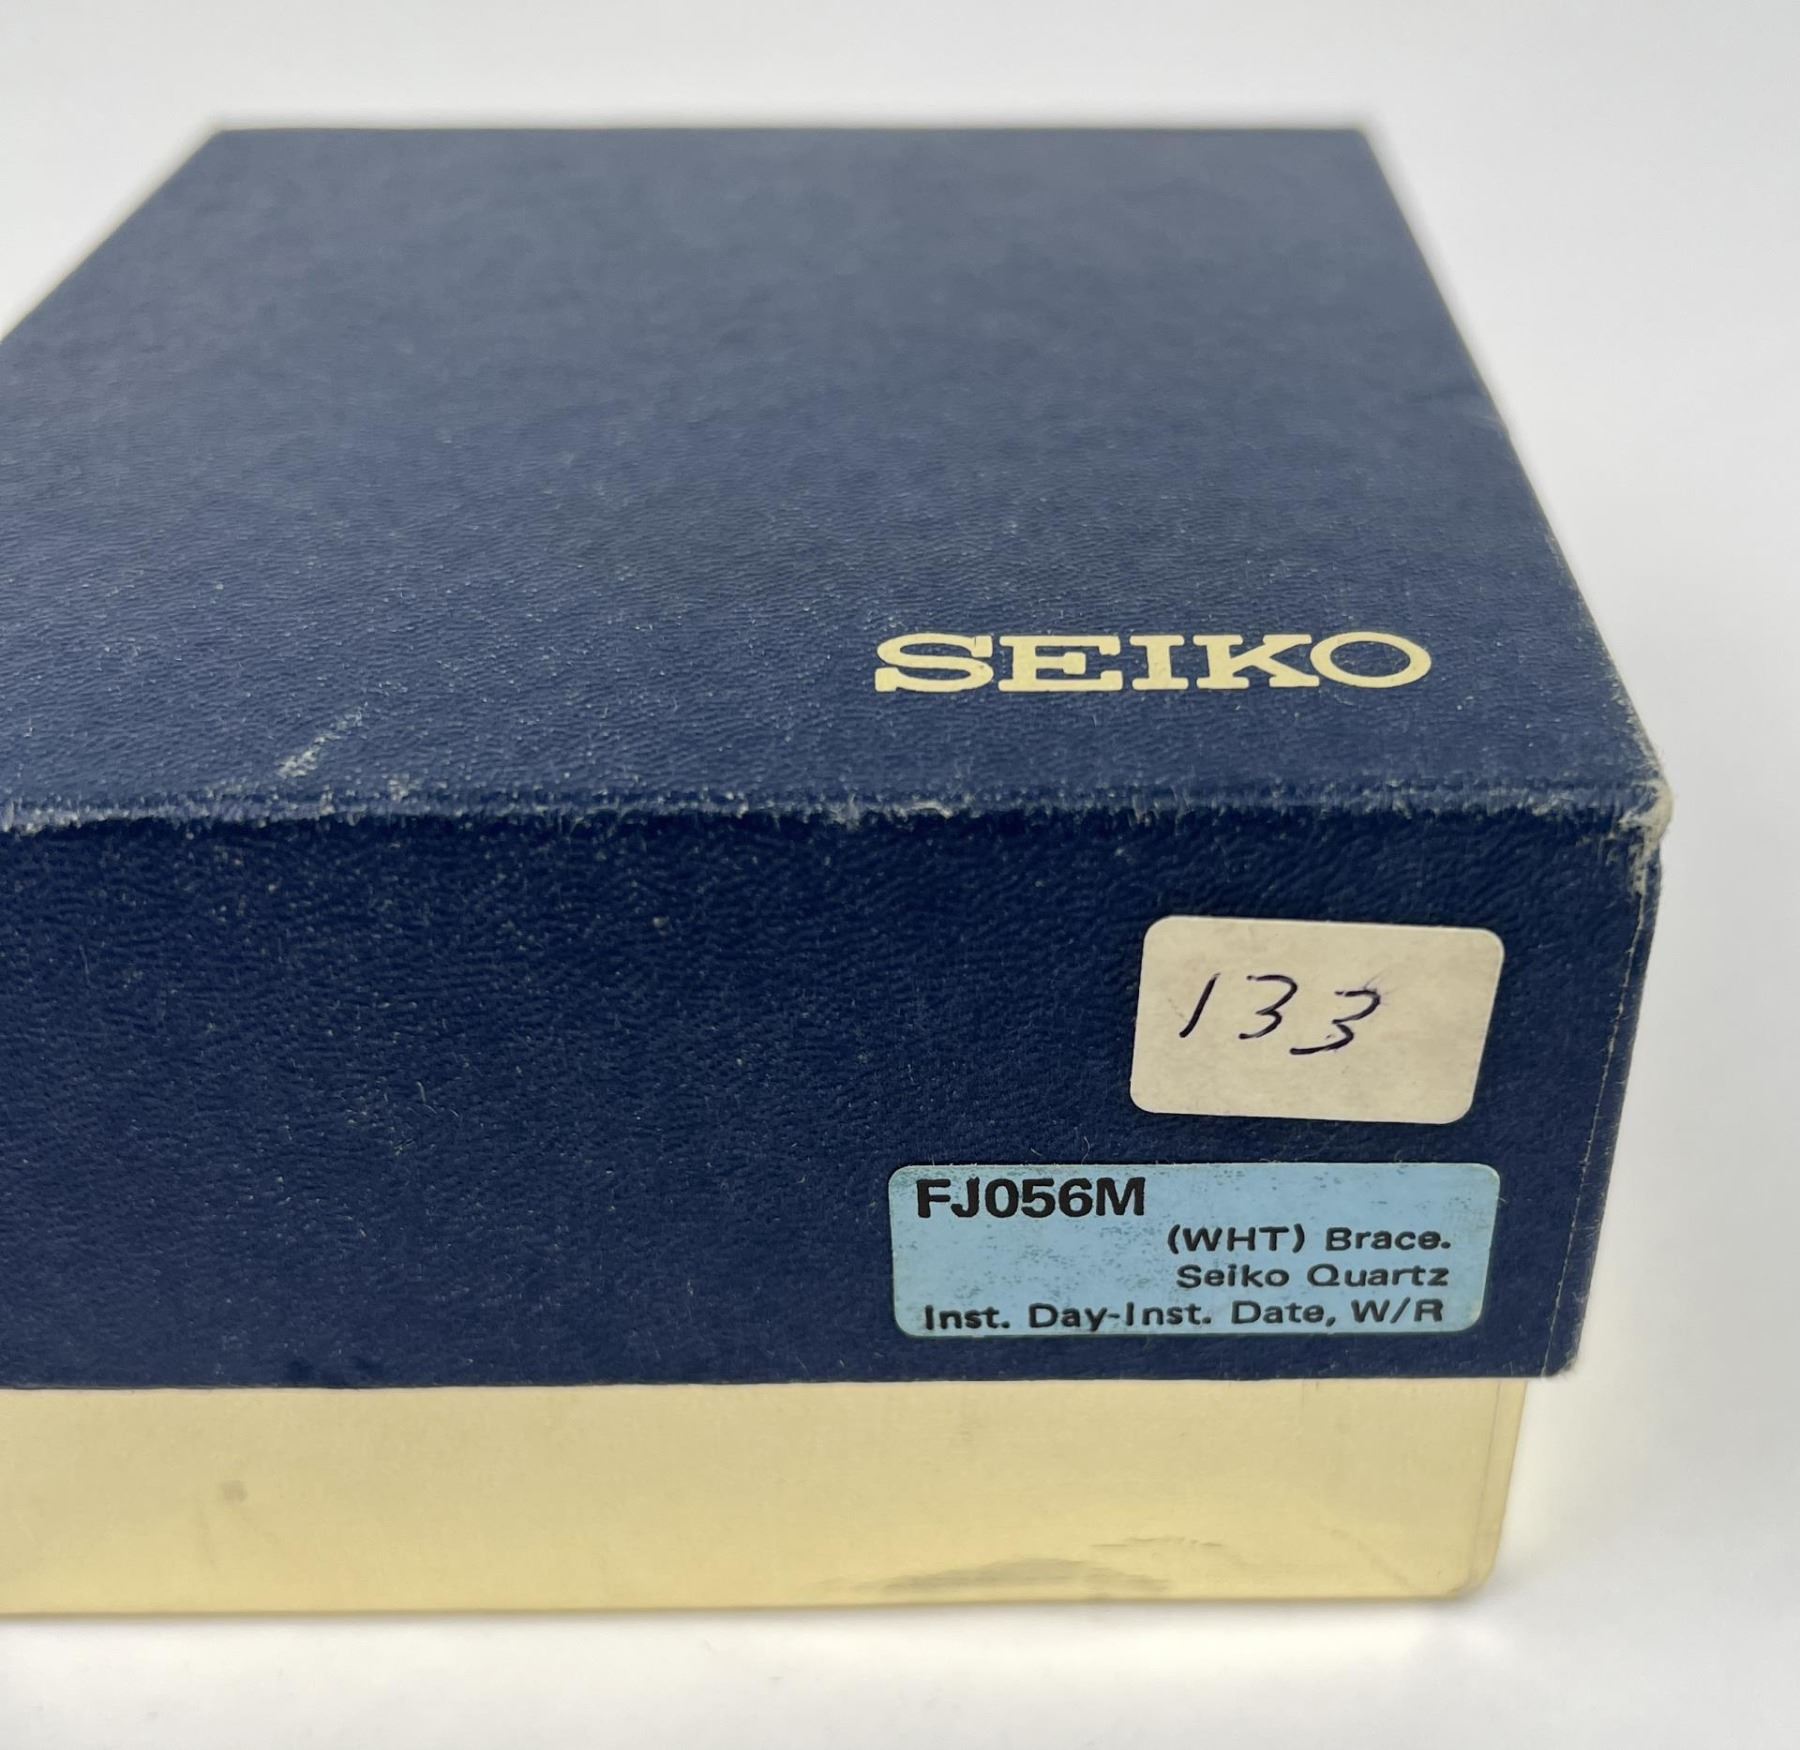 SEIKO
133
FJ056M
(WHT) Brace.
Seiko Quartz
Inst. Day-Inst. Date, W/R